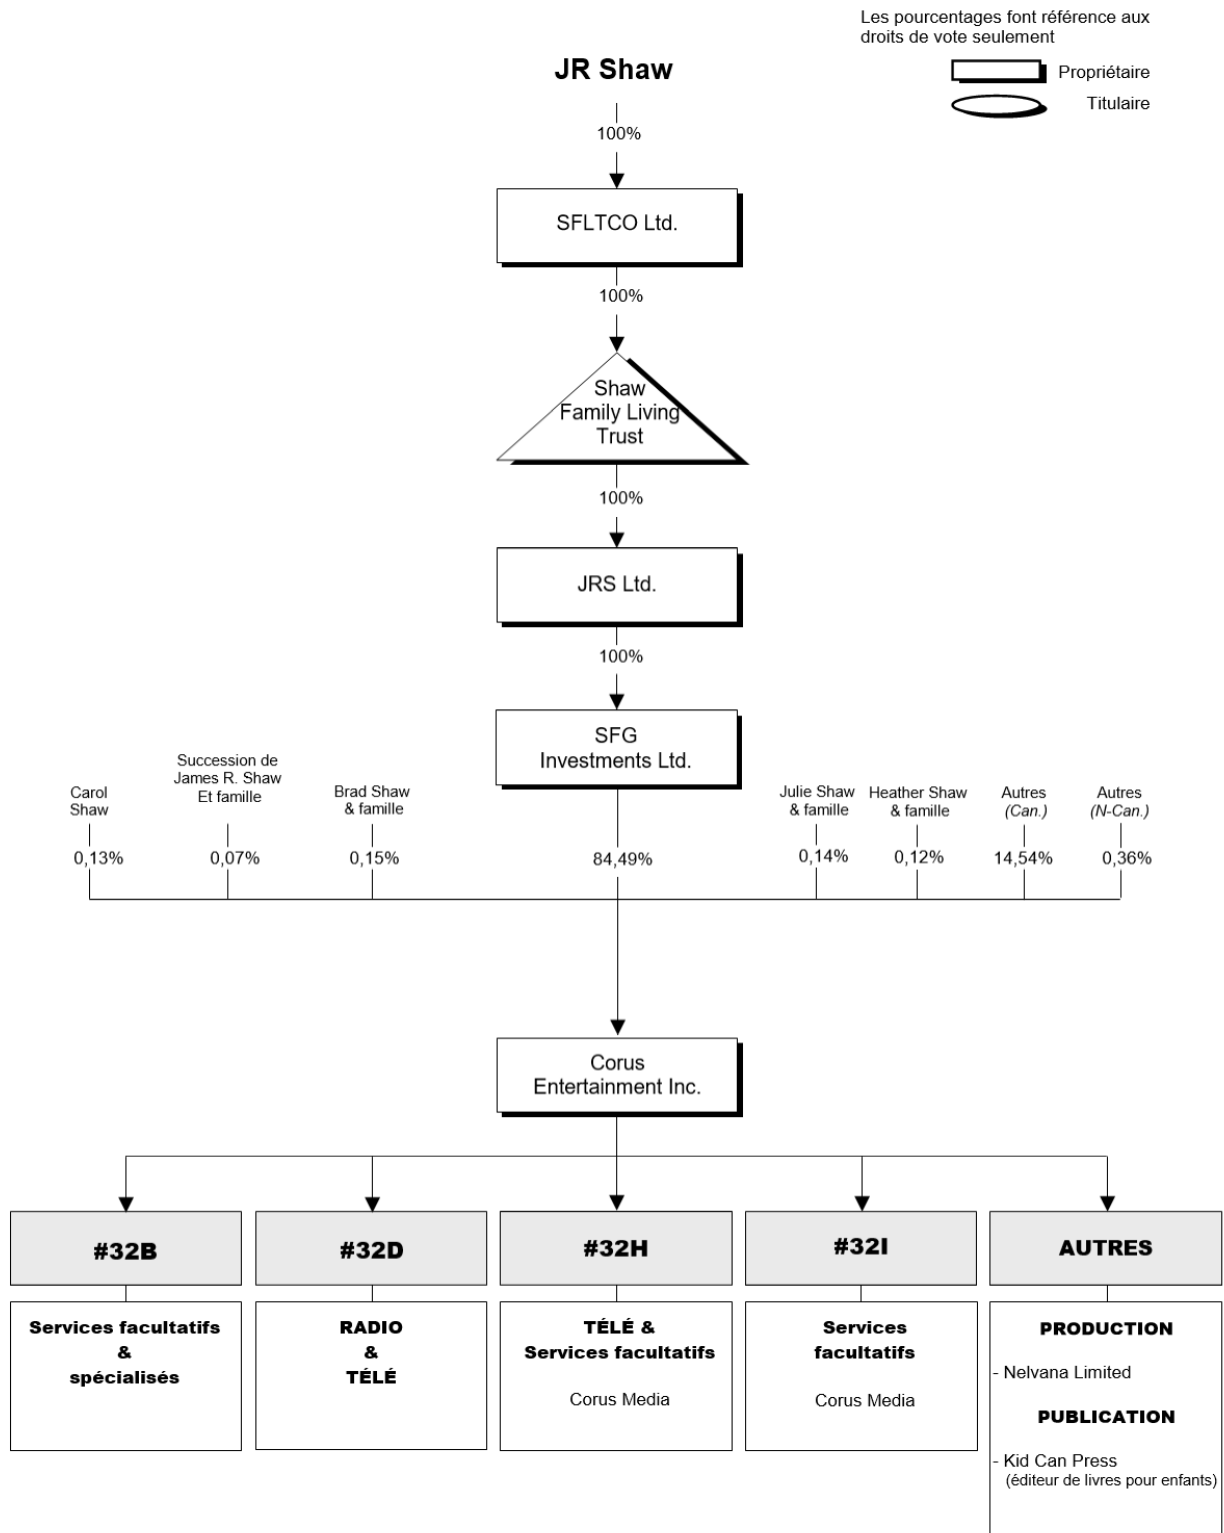 Les pourcentages font référence aux
droits de vote seulement
Propriétaire
Titulaire
JR Shaw
100%
SFLTCO Ltd.
100%
Shaw
Family Living
Trust
100%
JRS Ltd.
100%
SFG
Investments Ltd.
Carol
Shaw
0,13%
Succession de
James R. Shaw
Et famille
0,07%
Brad Shaw
& famille
0,15%
84,49%
Julie Shaw
& famille
0,14%
Heather Shaw
& famille
0,12%
Autres
(Can.)
14,54%
Autres
(N-Can.)
0,36%
Corus
Entertainment Inc.
#32B
Services facultatifs
&
spécialisés
#32D
RADIO
&
TÉLÉ
#32H
TÉLÉ &
Services facultatifs
Corus Media
#32I
Services
facultatifs
Corus Media
AUTRES
PRODUCTION
- Nelvana Limited
PUBLICATION
- Kid Can Press
(éditeur de livres pour enfants)